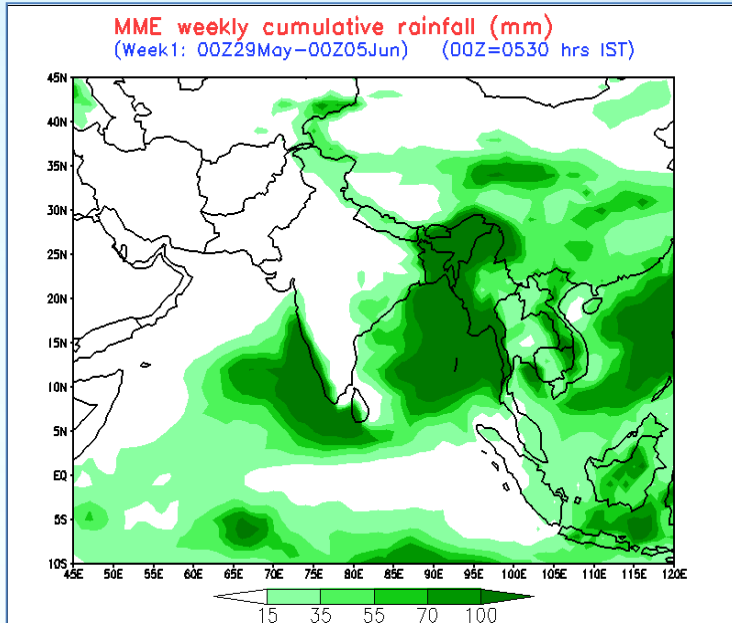 MME weekly cumulative rainfall (mm)
(Week1: 00Z29May-00Z05Jun) (00Z=0530 hrs IST)
45N
40N
35N
30N
25N
20N
15N
10N
5N
EQ
5S
10S
45E 50E 55E 60E 65E 70E 75E 80E 85E 90E 95E 100E 105E 110E 115E 120E
15 35 55 70 100